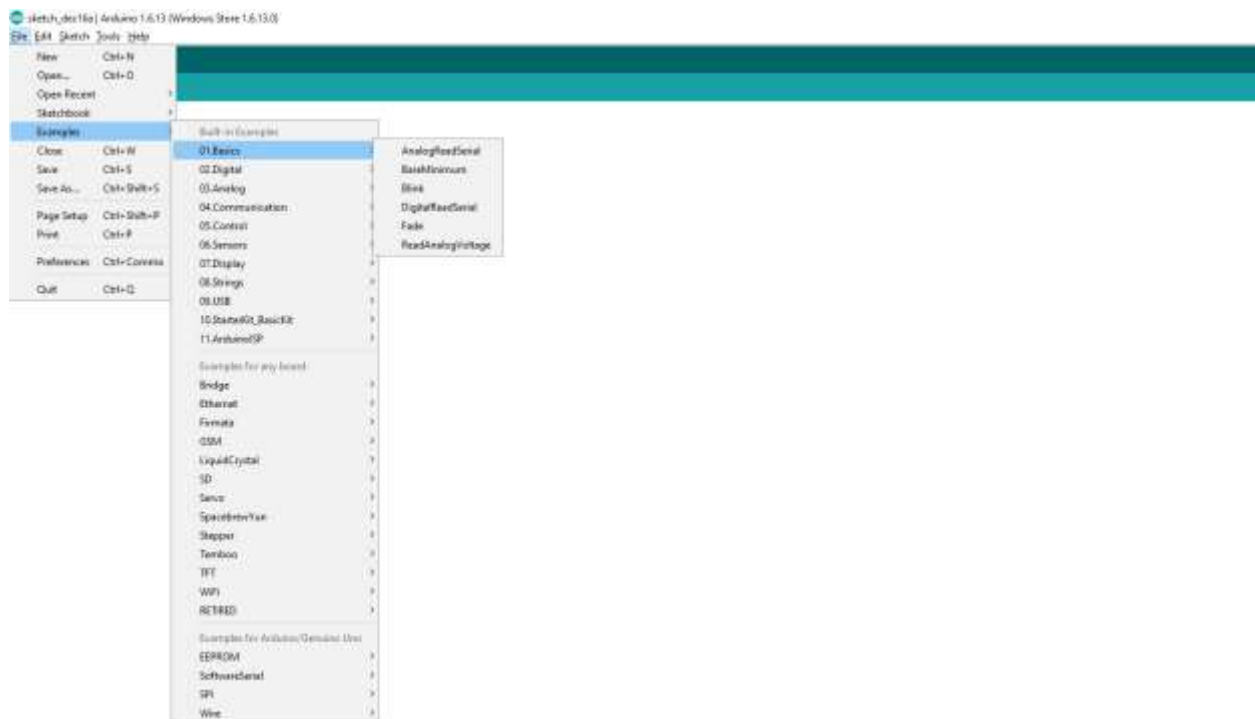 sketch_dec16a | Arduino 1.6.13 (Windows Store 1.6.13.0)
File Edit Sketch Tools Help
New Ctrl+N
Open... Ctrl+O
Open Recent
Sketchbook
Examples
Close Ctrl+W
Save Ctrl+S
Save As... Ctrl+Shift+S
Page Setup Ctrl+Shift+P
Print Ctrl+P
Preferences Ctrl+Comma
Quit Ctrl+Q
Built-in Examples
01.Basics
02.Digital
03.Analog
04.Communication
05.Control
06.Sensors
07.Display
08.Strings
09.USB
10.StarterKit_BasicKit
11.ArduinoISP
Examples for any board
Bridge
Ethernet
Firmata
GSM
LiquidCrystal
SD
Servo
SpacebrewYun
Stepper
Temboo
TFT
WiFi
RETIRED
Examples for Arduino/Genuino Uno
EEPROM
SoftwareSerial
SPI
Wire
AnalogReadSerial
BareMinimum
Blink
DigitalReadSerial
Fade
ReadAnalogVoltage